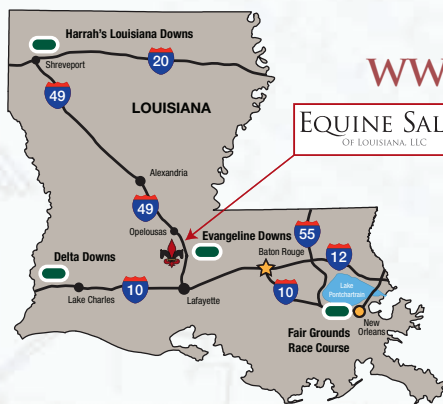 Harrah's Louisiana Downs
Shreveport
20
WW
49
LOUISIANA
EQUINE SAL
OF LOUISIANA, LLC
Alexandria
49
Opelousas
Evangeline Downs
55
Delta Downs
Baton Rouge
12
Lake Charles
10
Lafayette
10
Lake
Pontchartrain
New
Orleans
Fair Grounds
Race Course